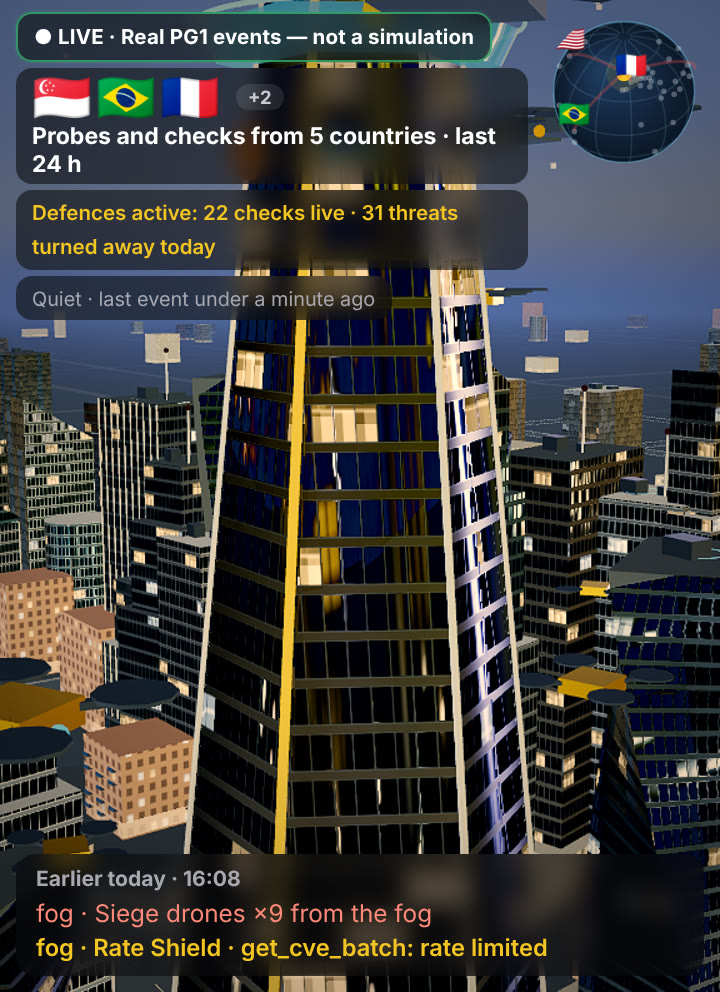 LIVE · Real PG1 events — not a simulation
+2
Probes and checks from 5 countries · last
24 h
Defences active: 22 checks live · 31 threats
turned away today
Quiet · last event under a minute ago
Earlier today · 16:08
fog · Siege drones ×9 from the fog
fog · Rate Shield · get_cve_batch: rate limited